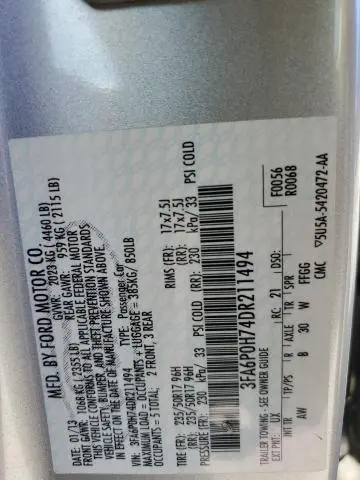 MFD. BY FORD MOTOR CO.
DATE: 01/13 GVWR: 2023 KG ( 4460 LB)
FRONT GAWR: 1068 KG ( 2355 LB) REAR GAWR: 959 KG ( 2115 LB)
THIS VEHICLE CONFORMS TO ALL APPLICABLE FEDERAL MOTOR
VEHICLE SAFETY, BUMPER, AND THEFT PREVENTION STANDARDS
IN EFFECT ON THE DATE OF MANUFACTURE SHOWN ABOVE.
VIN: 3FA6P0H74DR211494 TYPE: Passenger Car
MAXIMUM LOAD = OCCUPANTS + LUGGAGE = 385KG/ 850LB
OCCUPANTS = 5 TOTAL: 2 FRONT, 3 REAR
TIRE (FR): 235/50R17 96H RIMS (FR): 17x7.5J
(RR): 235/50R17 96H (RR): 17x7.5J
PRESSURE (FR): 230 kPa/ 33 PSI COLD (RR): 230 kPa/ 33 PSI COLD
3FA6P0H74DR211494
F0056
R0068
TRAILER TOWING - SEE OWNER GUIDE
EXT PNT: UX RC: 21 DSO:
WB INT TR TP/PS R AXLE TR SPR
AW B 30 W FFGG
CMC 5U5A-5420472-AA